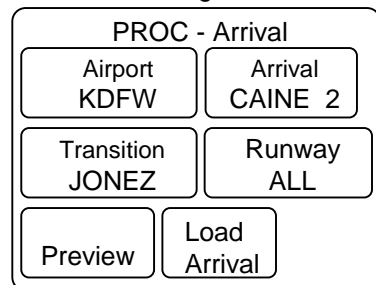 PROC - Arrival
Airport
KDFW
Arrival
CAINE 2
Transition
JONEZ
Runway
ALL
Preview
Load
Arrival